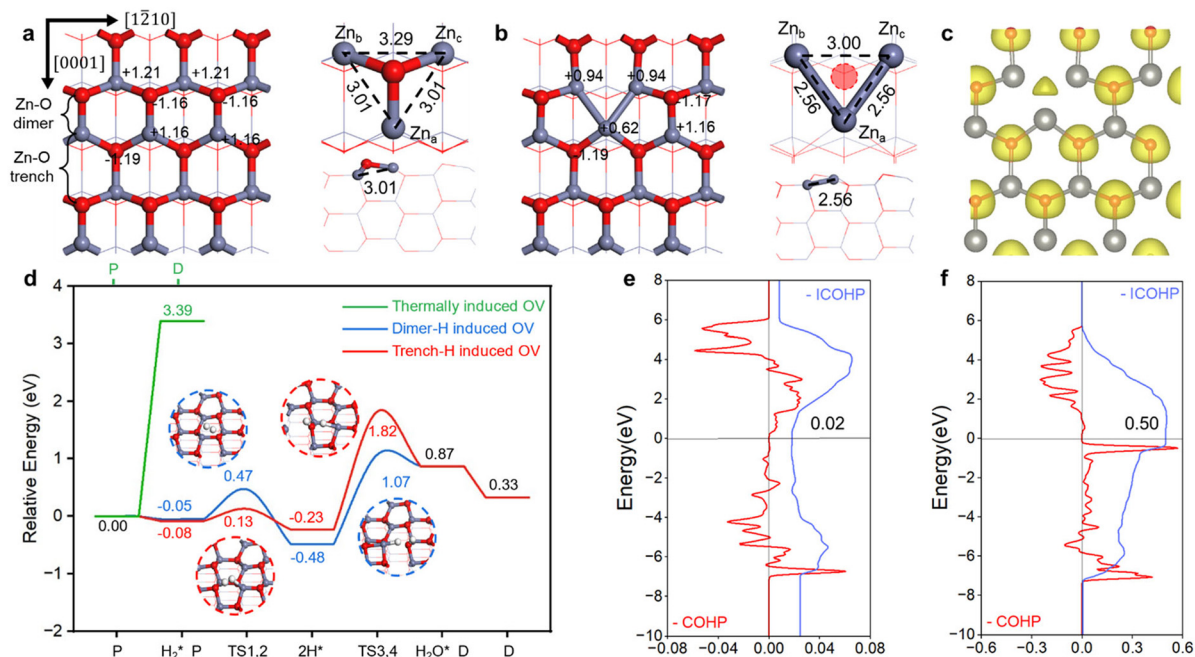 a
[1̄210]
[0001]
Zn-O
dimer
Zn-O
trench
+1.21
+1.21
-1.16
-1.16
+1.16
+1.16
-1.19
Zn_b
3.29
Zn_c
3.01
3.01
Zn_a
3.01
b
+0.94
+0.94
-1.17
+0.62
+1.16
-1.19
Zn_b
3.00
Zn_c
2.56
2.56
Zn_a
2.56
c
d
P
D
4
3
2
1
0
−1
−2
Relative Energy (eV)
3.39
Thermally induced OV
Dimer-H induced OV
Trench-H induced OV
0.00
-0.05
-0.08
0.47
0.13
-0.23
-0.48
1.82
1.07
0.87
0.33
P
H₂* P
TS1,2
2H*
TS3,4
H₂O* D
D
e
- ICOHP
8
6
4
2
0
−2
−4
−6
−8
−10
Energy(eV)
0.02
- COHP
0.00
0.04
0.08
f
- ICOHP
8
6
4
2
0
−2
−4
−6
−8
−10
Energy(eV)
0.50
- COHP
-0.3
0.0
0.3
0.6